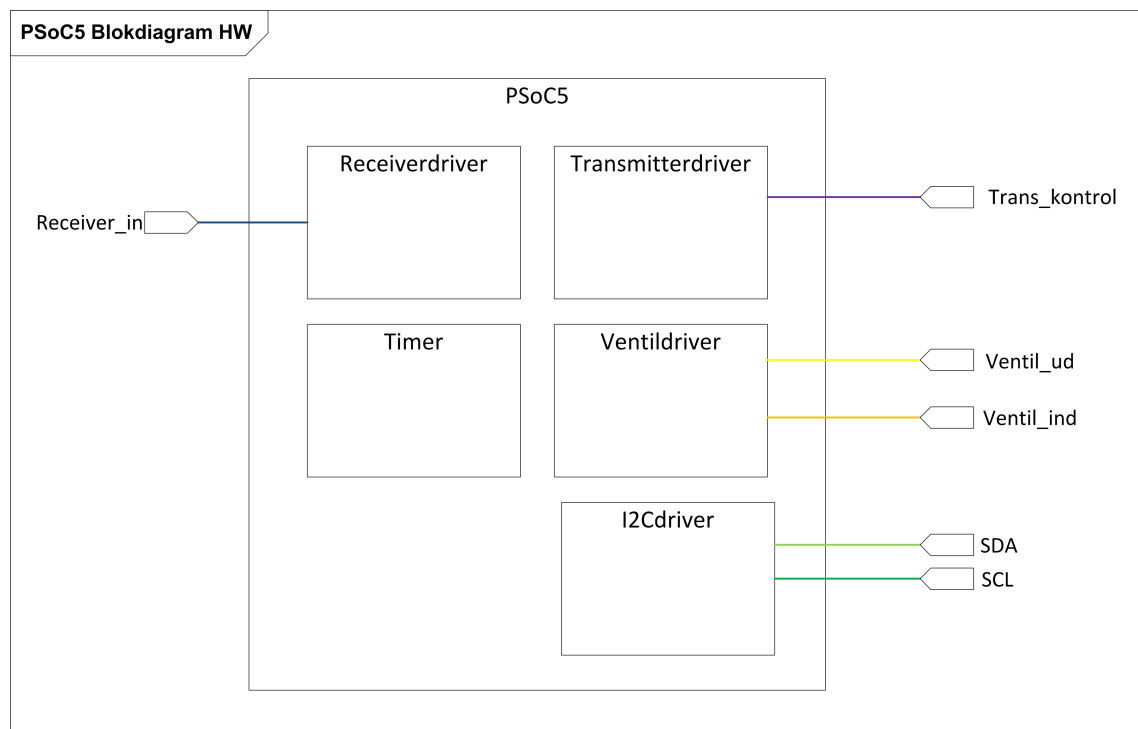 PSoC5 Blokdiagram HW
PSoC5
Receiverdriver
Transmitterdriver
Receiver_in
Trans_kontrol
Timer
Ventildriver
Ventil_ud
Ventil_ind
I2Cdriver
SDA
SCL